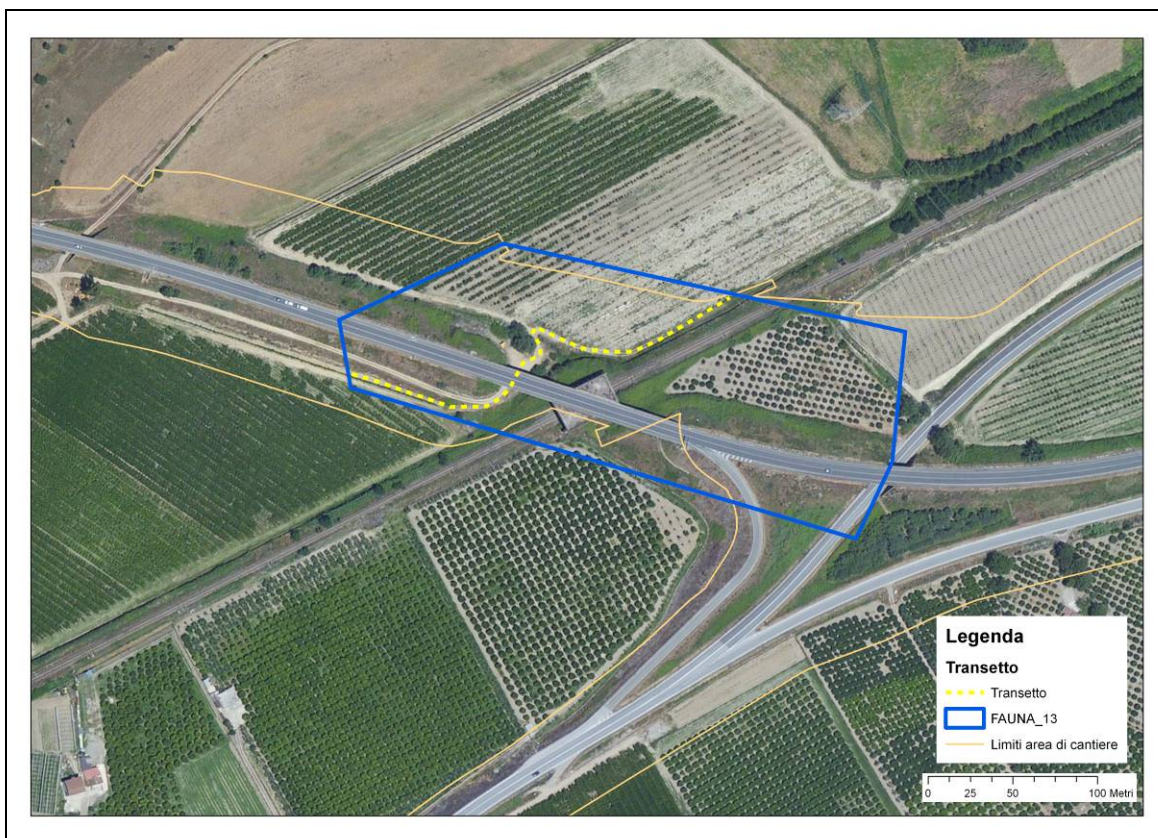 Legenda
Transetto
Transetto
FAUNA_13
Limiti area di cantiere
0 25 50 100 Metri